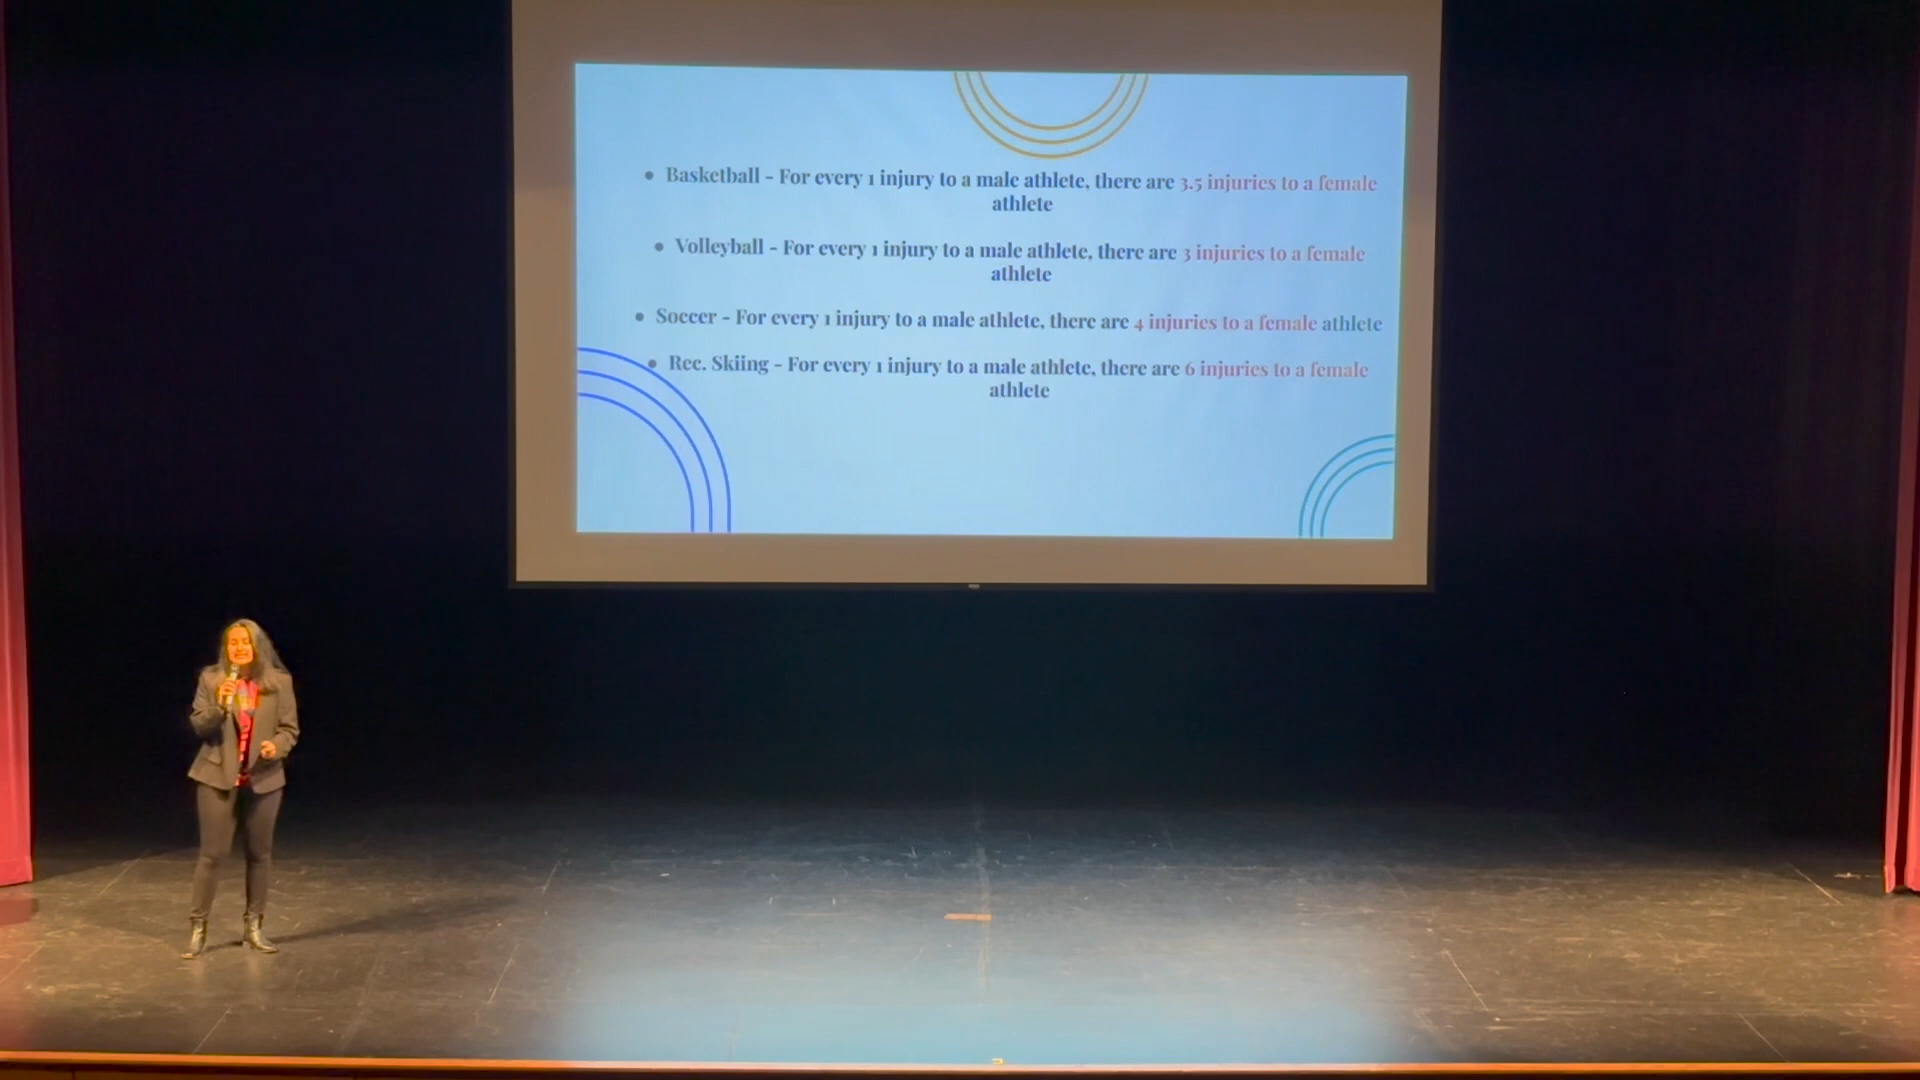 • Basketball - For every 1 injury to a male athlete, there are 3.5 injuries to a female
athlete
• Volleyball - For every 1 injury to a male athlete, there are 3 injuries to a female
athlete
• Soccer - For every 1 injury to a male athlete, there are 4 injuries to a female athlete
• Rec. Skiing - For every 1 injury to a male athlete, there are 6 injuries to a female
athlete